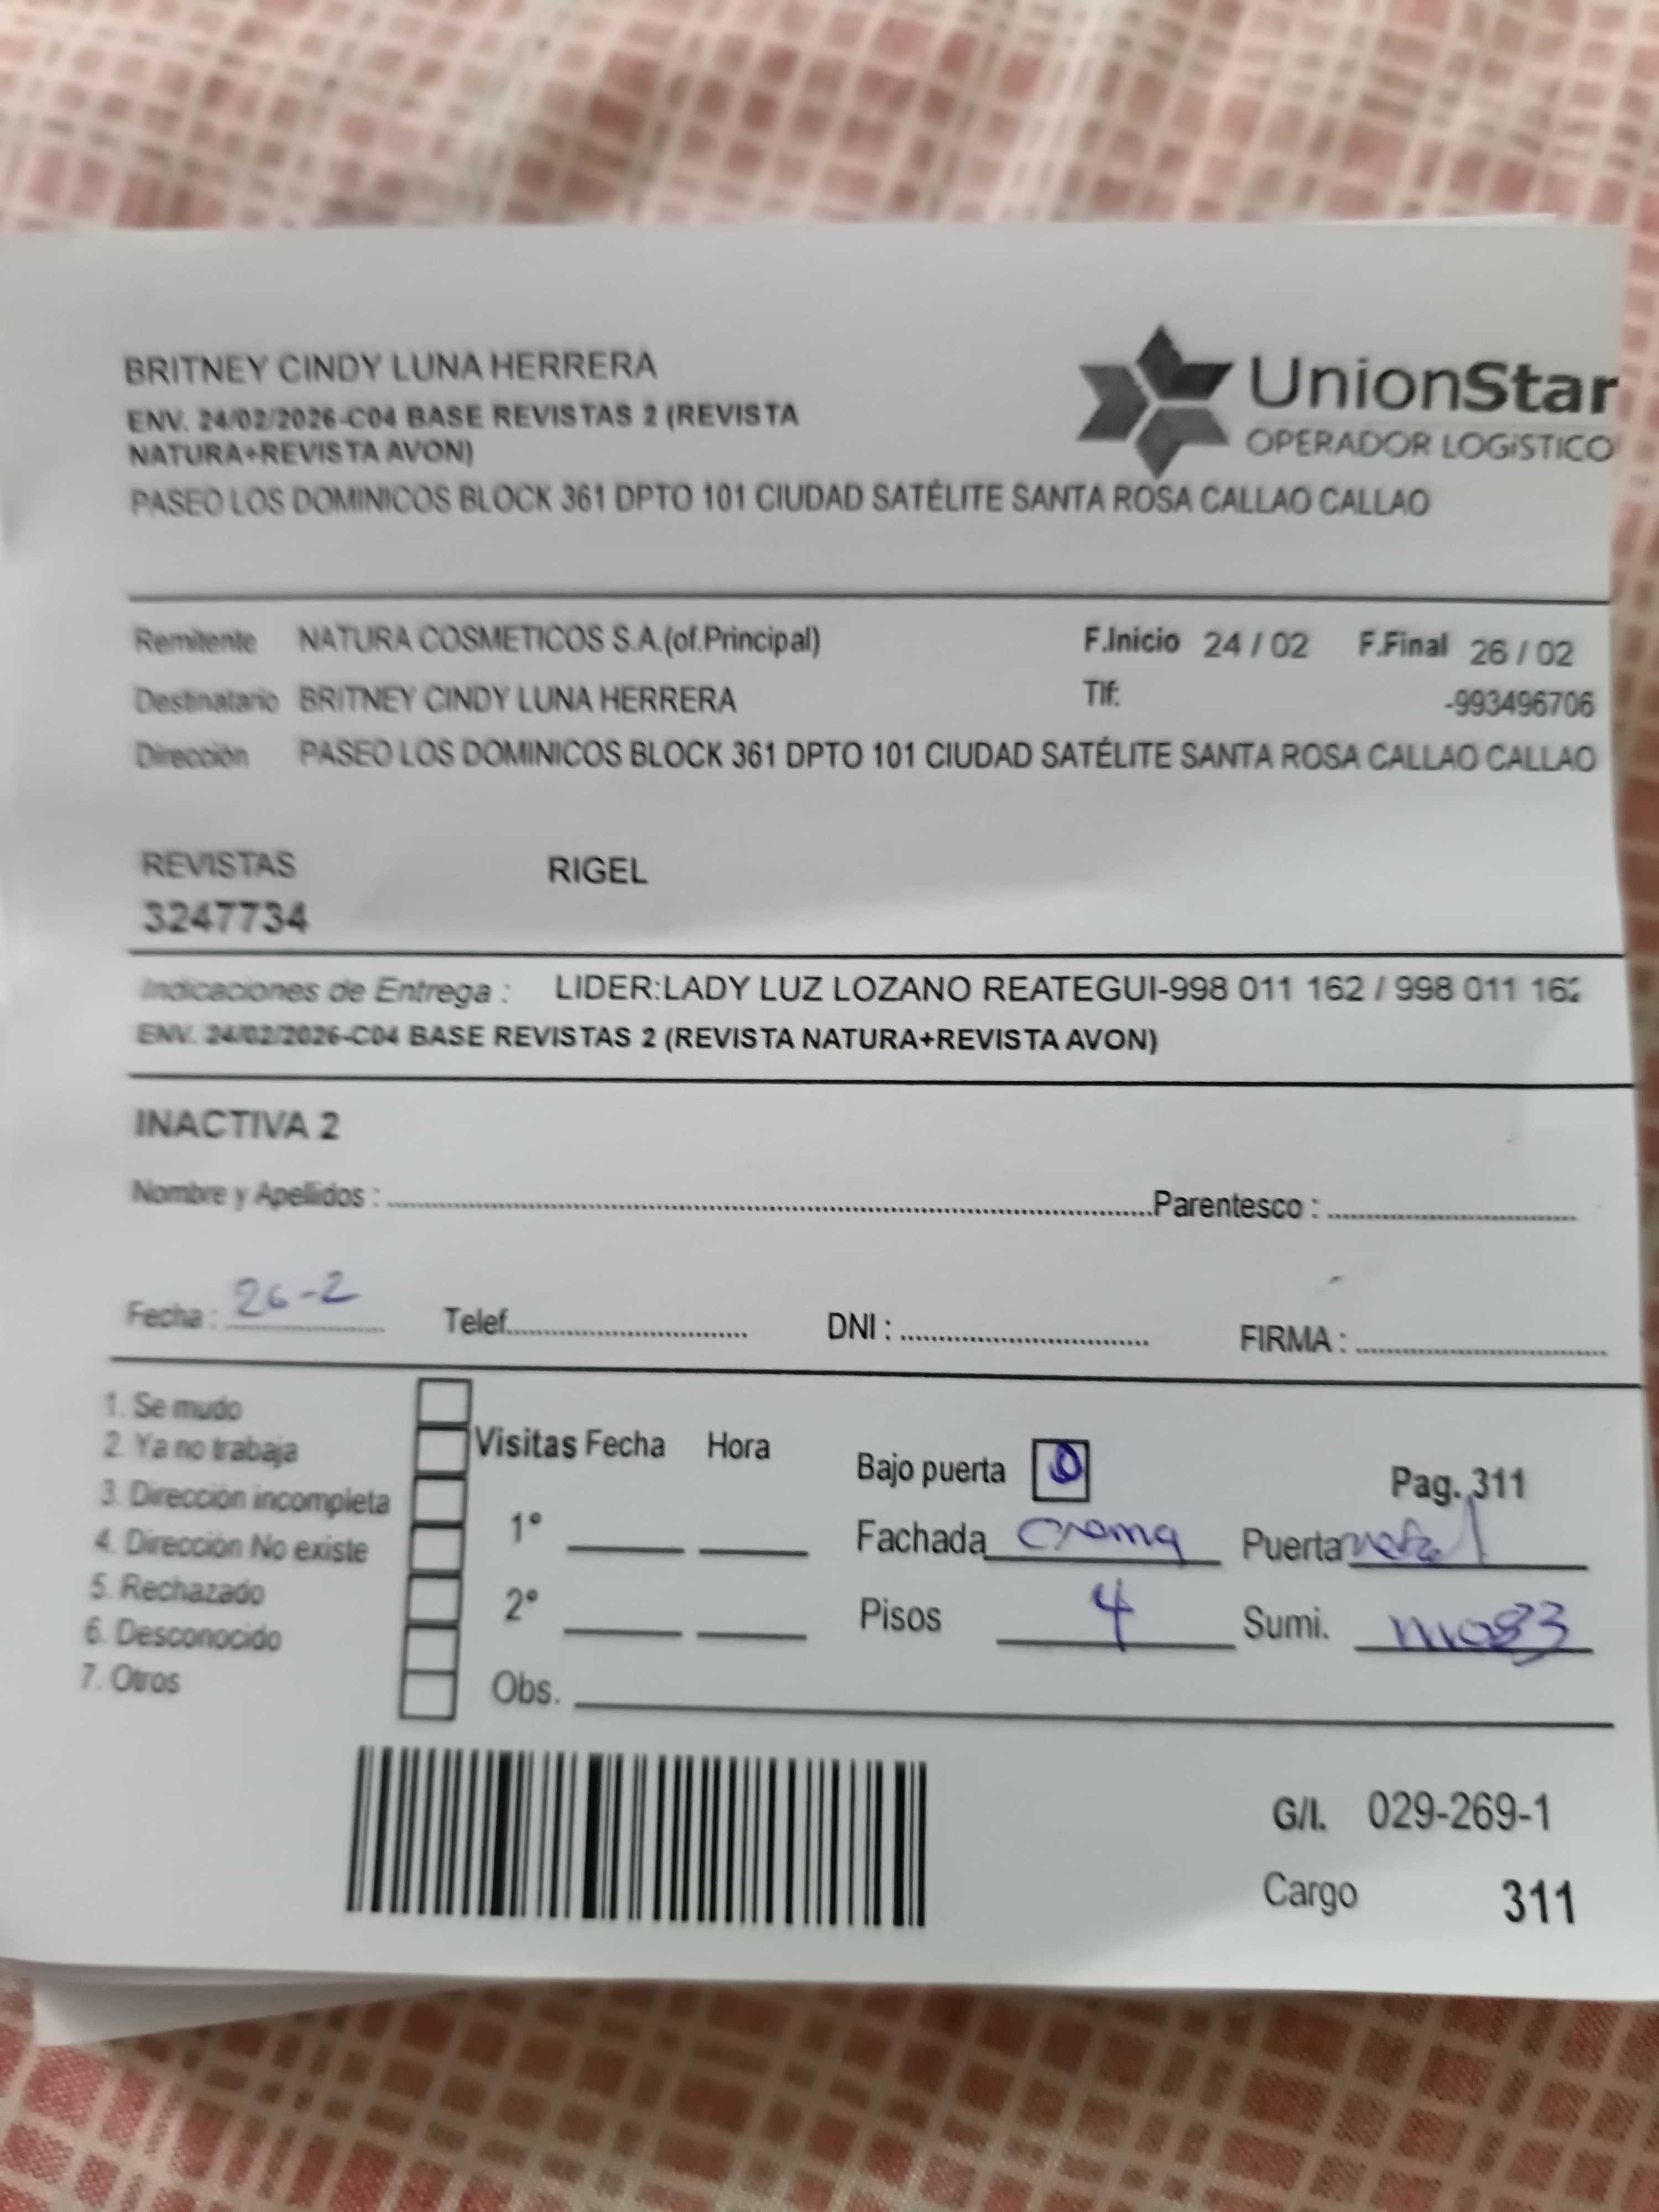 BRITNEY CINDY LUNA HERRERA
UnionStar
ENV. 24/02/2026-C04 BASE REVISTAS 2 (REVISTA
NATURA+REVISTA AVON)
OPERADOR LOGíSTICO
PASEO LOS DOMINICOS BLOCK 361 DPTO 101 CIUDAD SATÉLITE SANTA ROSA CALLAO CALLAO
Remitente NATURA COSMETICOS S.A.(of.Principal) F.Inicio 24 / 02 F.Final 26 / 02
Destinatario BRITNEY CINDY LUNA HERRERA Tlf: -993496706
Dirección PASEO LOS DOMINICOS BLOCK 361 DPTO 101 CIUDAD SATÉLITE SANTA ROSA CALLAO CALLAO
REVISTAS RIGEL
3247734
Indicaciones de Entrega : LIDER:LADY LUZ LOZANO REATEGUI-998 011 162 / 998 011 162
ENV. 24/02/2026-C04 BASE REVISTAS 2 (REVISTA NATURA+REVISTA AVON)
INACTIVA 2
Nombre y Apellidos : Parentesco :
Fecha : 26-2 Telef. DNI : FIRMA :
1. Se mudo
2. Ya no trabaja Visitas Fecha Hora Bajo puerta Pag. 311
3. Dirección incompleta
4. Dirección No existe 1° Fachada crema Puerta metal
5. Rechazado 2° Pisos 4 Sumi.
6. Desconocido
7. Otros Obs.
G/I. 029-269-1
Cargo 311